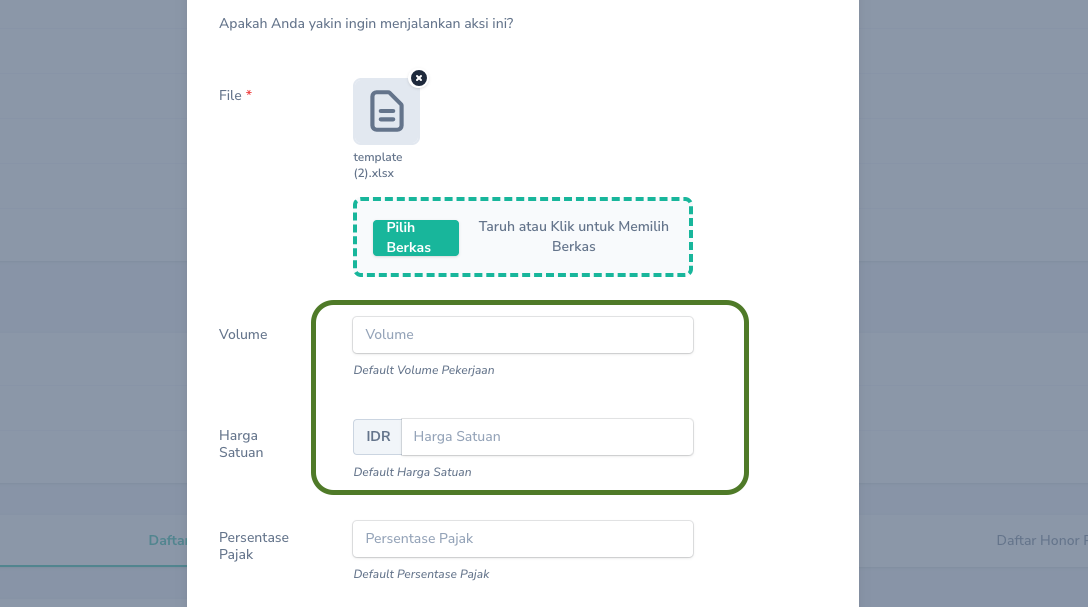 Apakah Anda yakin ingin menjalankan aksi ini?
File *
template
(2).xlsx
Pilih
Berkas
Taruh atau Klik untuk Memilih
Berkas
Volume
Volume
Default Volume Pekerjaan
Harga
Satuan
IDR
Harga Satuan
Default Harga Satuan
Daftar
Persentase
Pajak
Persentase Pajak
Default Persentase Pajak
Daftar Honor P